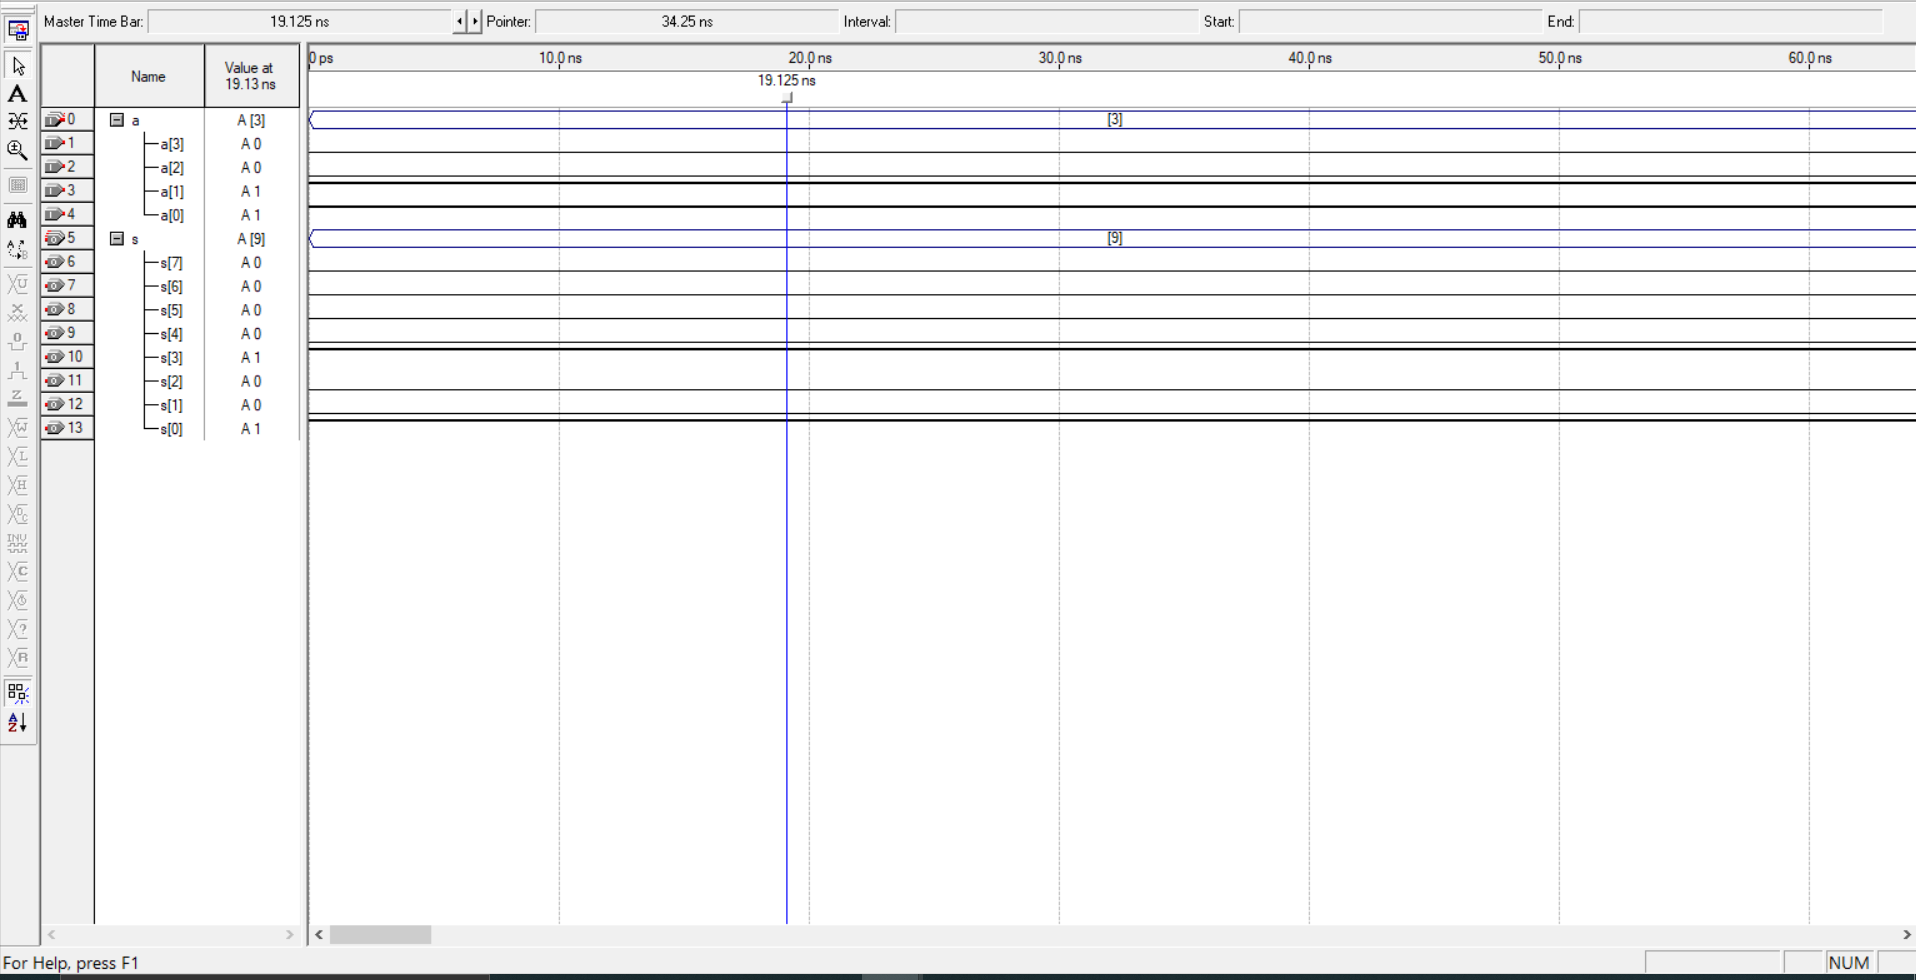 Master Time Bar: 19.125 ns Pointer: 34.25 ns Interval: Start: End:
Name Value at 19.13 ns
0 ps 10.0 ns 20.0 ns 30.0 ns 40.0 ns 50.0 ns 60.0 ns
19.125 ns
0 a A [3] [3]
1 a[3] A 0
2 a[2] A 0
3 a[1] A 1
4 a[0] A 1
5 s A [9] [9]
6 s[7] A 0
7 s[6] A 0
8 s[5] A 0
9 s[4] A 0
10 s[3] A 1
11 s[2] A 0
12 s[1] A 0
13 s[0] A 1
For Help, press F1 NUM